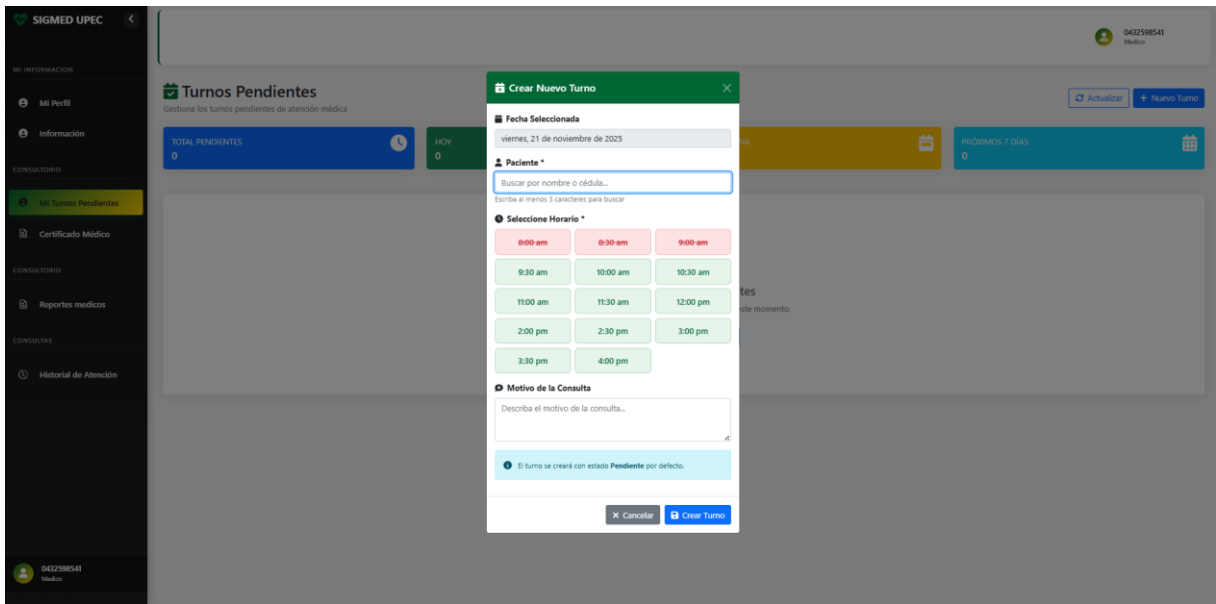 SIGMED UPEC
0432598541
Medico
MI INFORMACION
Mi Perfil
Información
CONSULTORIO
Mi Turnos Pendientes
Certificado Médico
CONSULTORIO
Reportes medicos
CONSULTAS
Historial de Atención
0432598541
Medico
Turnos Pendientes
Gestiona los turnos pendientes de atención médica
Actualizar
+ Nuevo Turno
TOTAL PENDIENTES
0
HOY
0
NA
PRÓXIMOS 7 DÍAS
0
tes
este momento.
Crear Nuevo Turno
Fecha Seleccionada
viernes, 21 de noviembre de 2025
Paciente *
Buscar por nombre o cédula...
Escriba al menos 3 caracteres para buscar
Seleccione Horario *
8:00 am 8:30 am 9:00 am
9:30 am 10:00 am 10:30 am
11:00 am 11:30 am 12:00 pm
2:00 pm 2:30 pm 3:00 pm
3:30 pm 4:00 pm
Motivo de la Consulta
Describa el motivo de la consulta...
El turno se creará con estado Pendiente por defecto.
Cancelar
Crear Turno